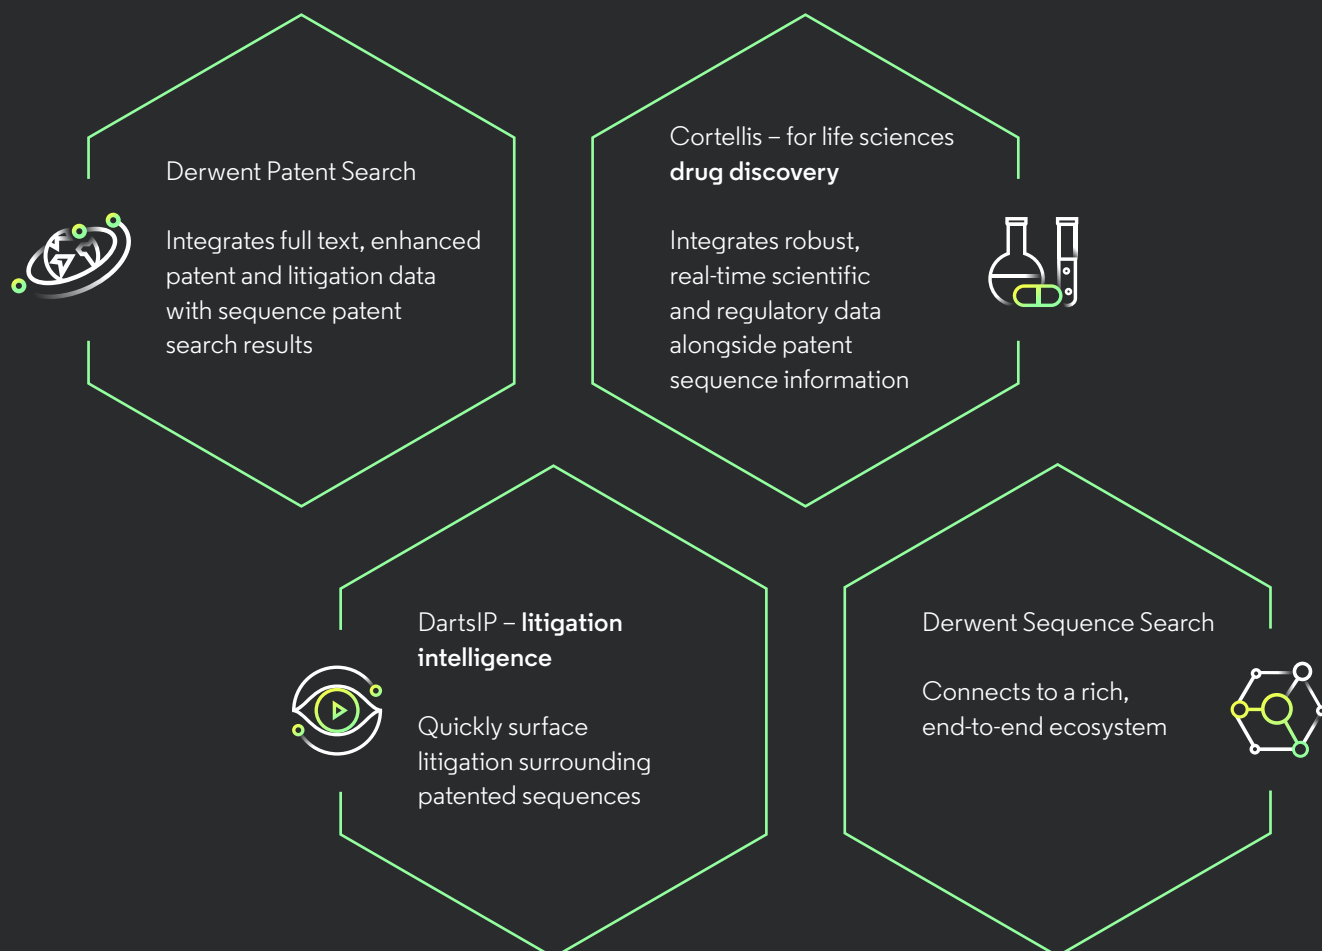 Derwent Patent Search
Integrates full text, enhanced
patent and litigation data
with sequence patent
search results
Cortellis – for life sciences
drug discovery
Integrates robust,
real-time scientific
and regulatory data
alongside patent
sequence information
DartsIP – litigation
intelligence
Quickly surface
litigation surrounding
patented sequences
Derwent Sequence Search
Connects to a rich,
end-to-end ecosystem